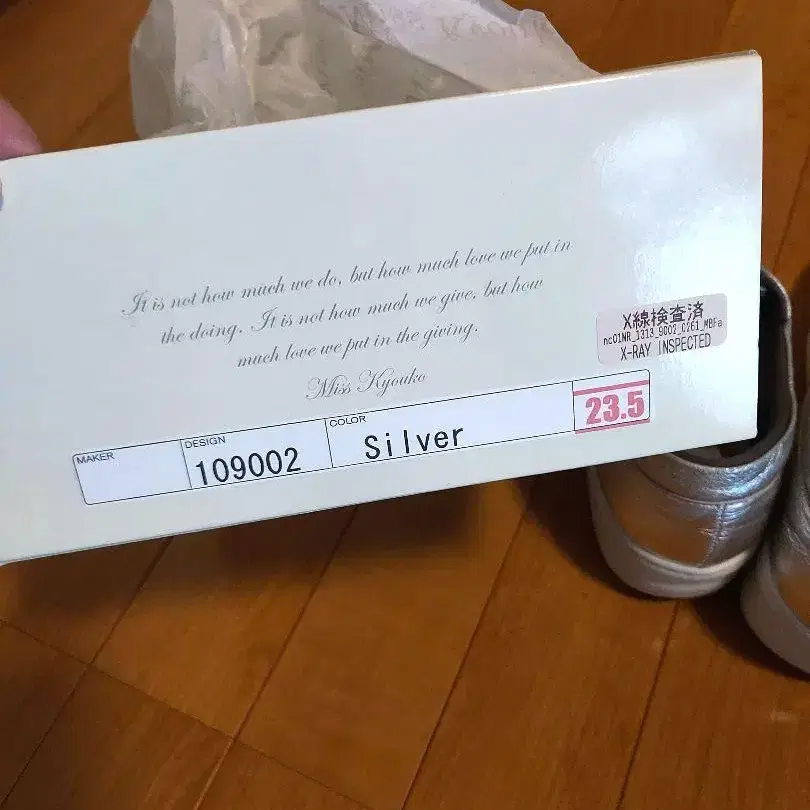 It is not how much we do, but how much love we put in
the doing. It is not how much we give, but how
much love we put in the giving.
Miss Kyouko
X線検査済
nc01NR_1313_9002_C261_MBFa
X-RAY INSPECTED
MAKER
DESIGN
109002
COLOR
Silver
23.5